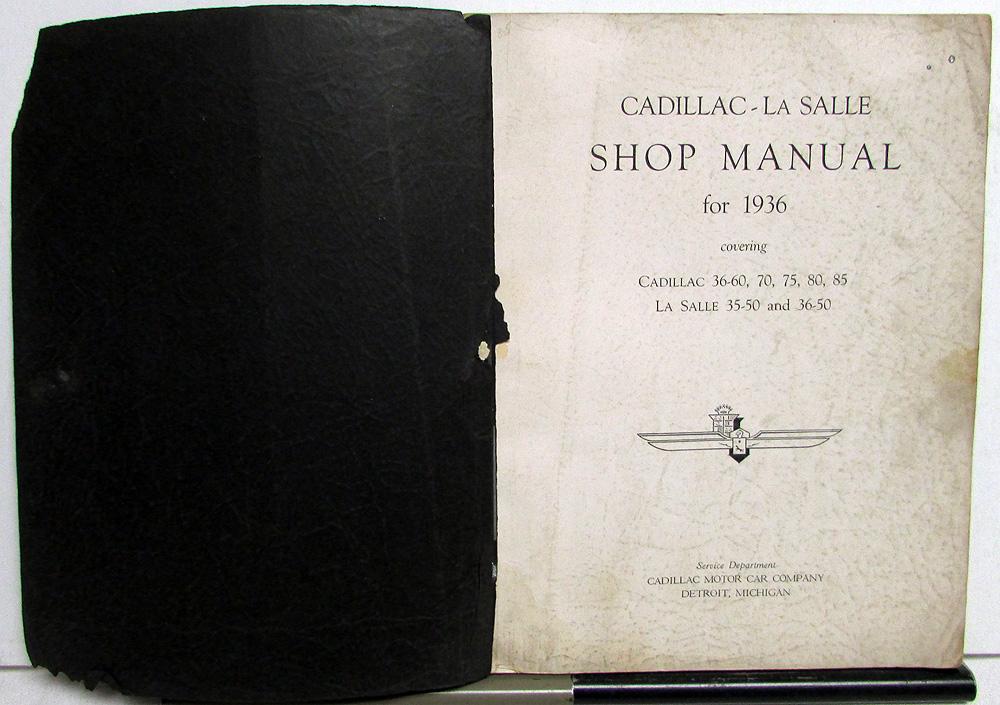 CADILLAC - LA SALLE
SHOP MANUAL
for 1936
covering
CADILLAC 36-60, 70, 75, 80, 85
LA SALLE 35-50 and 36-50
Service Department
CADILLAC MOTOR CAR COMPANY
DETROIT, MICHIGAN